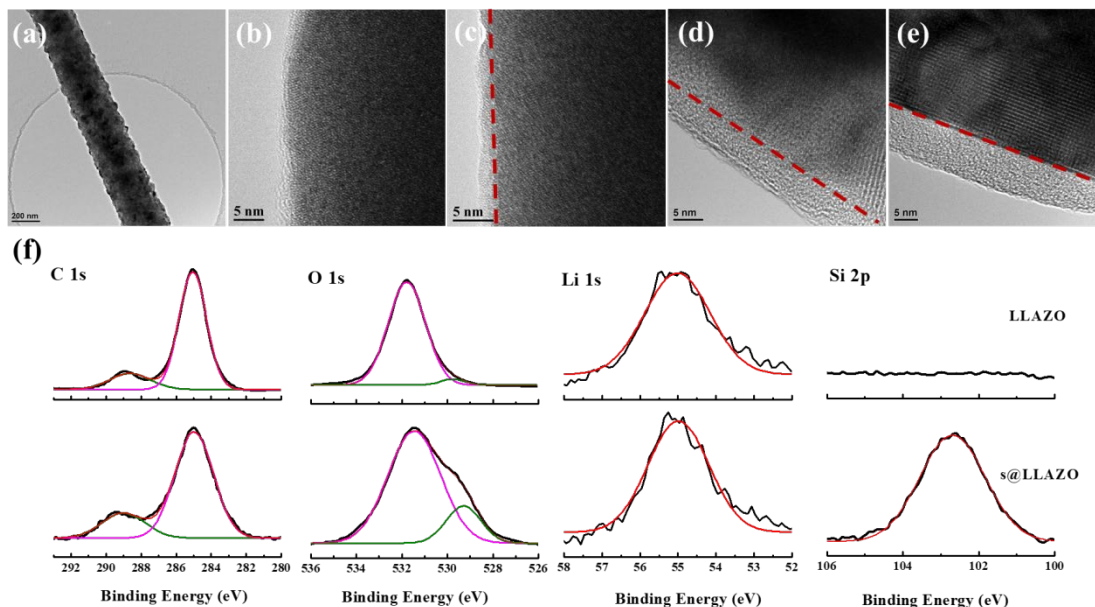 (a) (b) (c) (d) (e)
200 nm 5 nm 5 nm 5 nm 5 nm
(f)
C 1s O 1s Li 1s Si 2p
LLAZO
s@LLAZO
292 290 288 286 284 282 280 536 534 532 530 528 526 58 57 56 55 54 53 52 106 104 102 100
Binding Energy (eV) Binding Energy (eV) Binding Energy (eV) Binding Energy (eV)